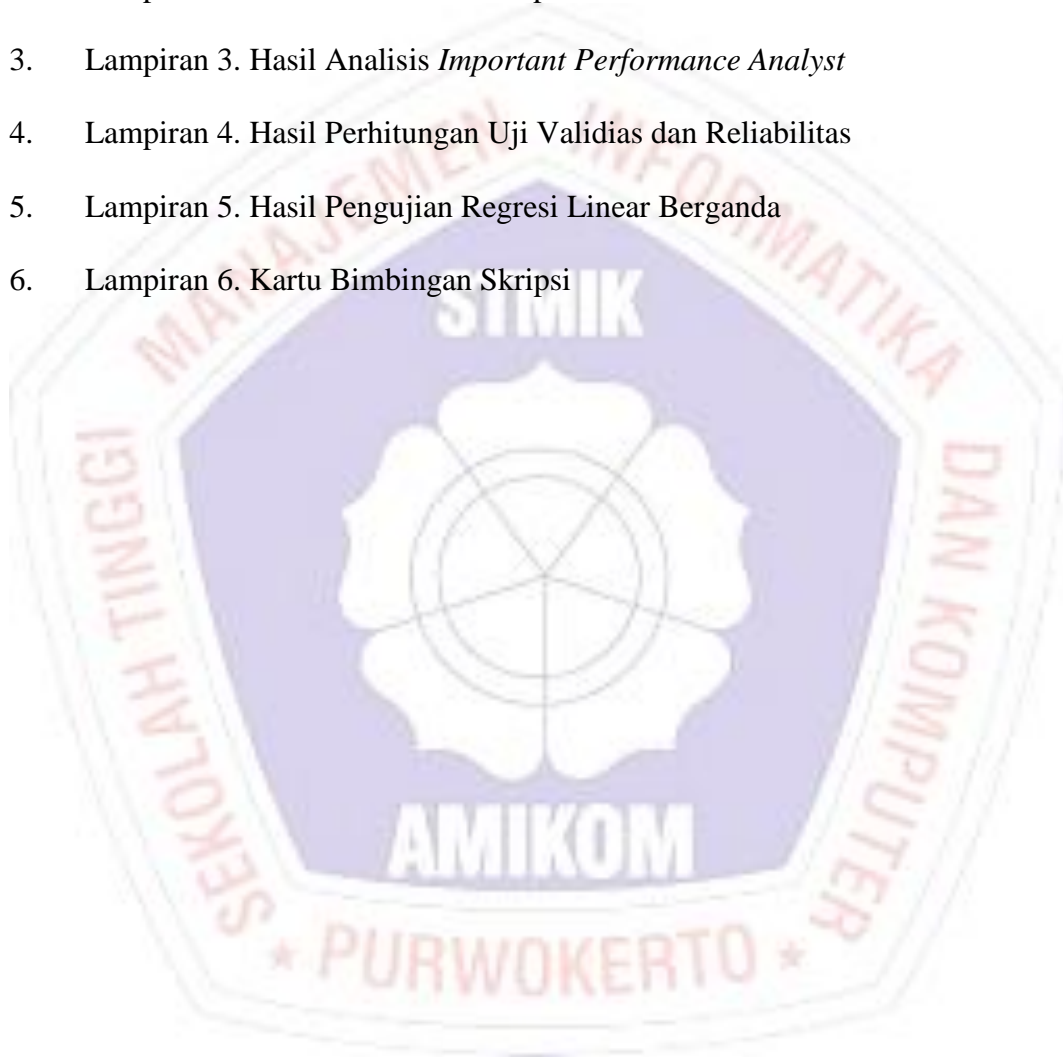 3. Lampiran 3. Hasil Analisis Important Performance Analyst
4. Lampiran 4. Hasil Perhitungan Uji Validias dan Reliabilitas
5. Lampiran 5. Hasil Pengujian Regresi Linear Berganda
6. Lampiran 6. Kartu Bimbingan Skripsi
SEKOLAH TINGGI MANAJEMEN INFORMATIKA DAN KOMPUTER
STMIK
AMIKOM
* PURWOKERTO *